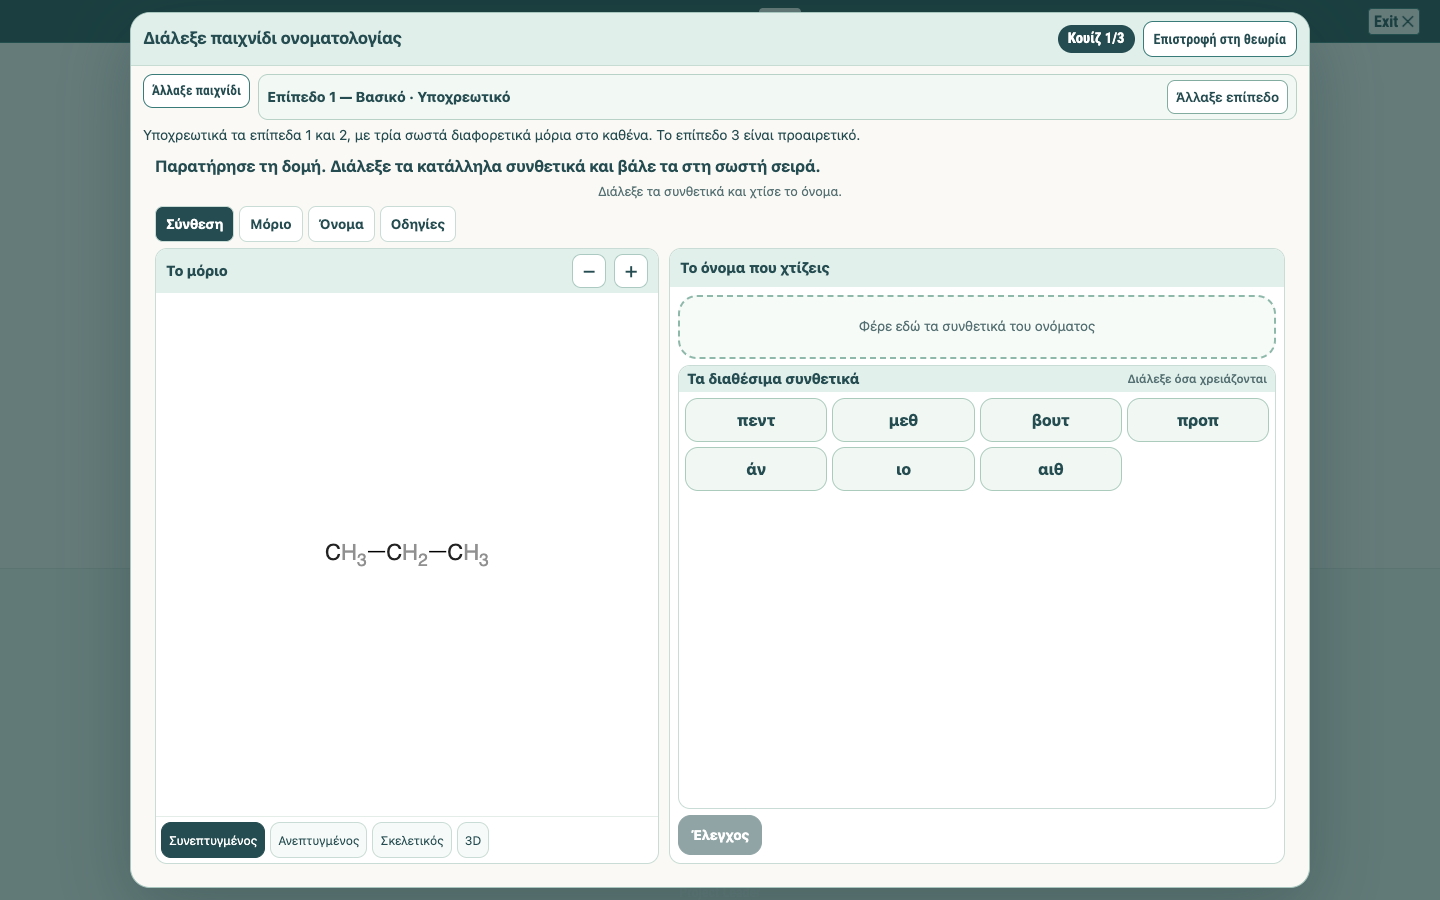 Exit ×
Διάλεξε παιχνίδι ονοματολογίας
Κουίζ 1/3
Επιστροφή στη θεωρία
Άλλαξε παιχνίδι
Επίπεδο 1 — Βασικό · Υποχρεωτικό
Άλλαξε επίπεδο
Υποχρεωτικά τα επίπεδα 1 και 2, με τρία σωστά διαφορετικά μόρια στο καθένα. Το επίπεδο 3 είναι προαιρετικό.
Παρατήρησε τη δομή. Διάλεξε τα κατάλληλα συνθετικά και βάλε τα στη σωστή σειρά.
Διάλεξε τα συνθετικά και χτίσε το όνομα.
Σύνθεση
Μόριο
Όνομα
Οδηγίες
Το μόριο
− +
CH₃—CH₂—CH₃
Συνεπτυγμένος
Ανεπτυγμένος
Σκελετικός
3D
Το όνομα που χτίζεις
Φέρε εδώ τα συνθετικά του ονόματος
Τα διαθέσιμα συνθετικά
Διάλεξε όσα χρειάζονται
πεντ
μεθ
βουτ
προπ
άν
ιο
αιθ
Έλεγχος